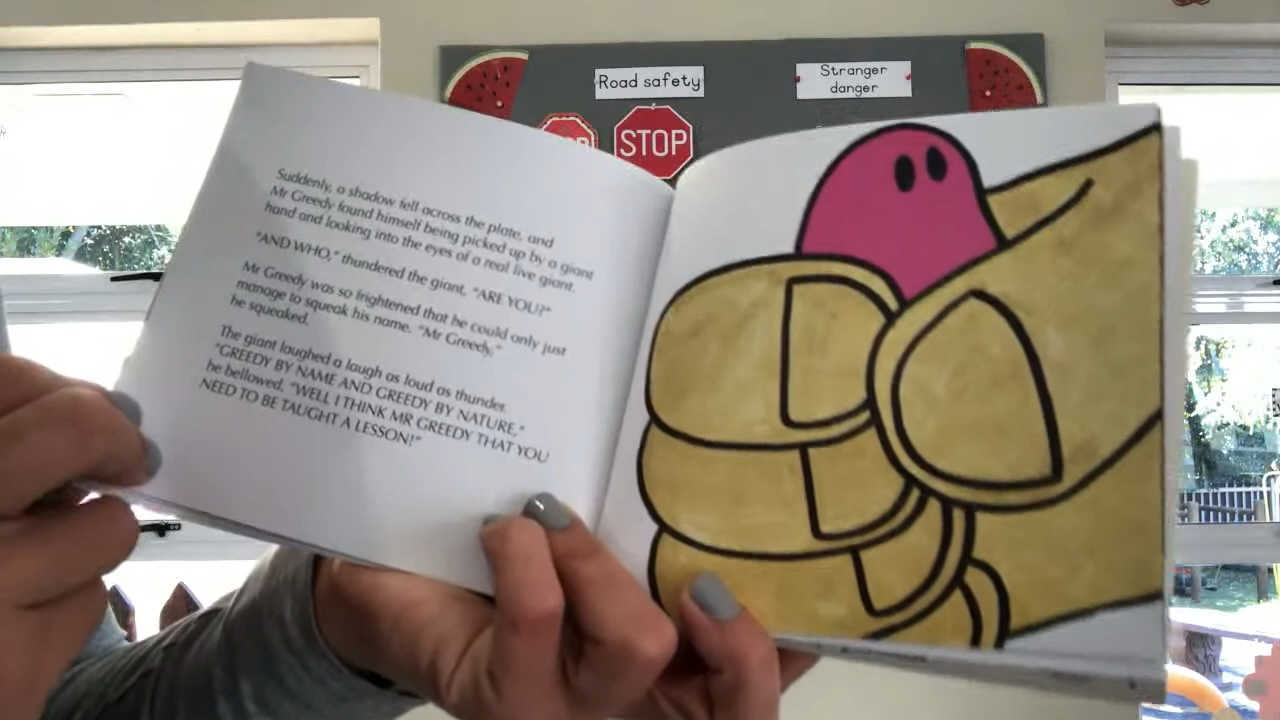 Road safety
Stranger
danger
STOP
Suddenly, a shadow fell across the plate, and
Mr Greedy found himself being picked up by a giant
hand and looking into the eyes of a real live giant.
"AND WHO," thundered the giant, "ARE YOU?"
Mr Greedy was so frightened that he could only just
manage to squeak his name. "Mr Greedy,"
he squeaked.
The giant laughed a laugh as loud as thunder.
"GREEDY BY NAME AND GREEDY BY NATURE,"
he bellowed. "WELL I THINK MR GREEDY THAT YOU
NEED TO BE TAUGHT A LESSON!"